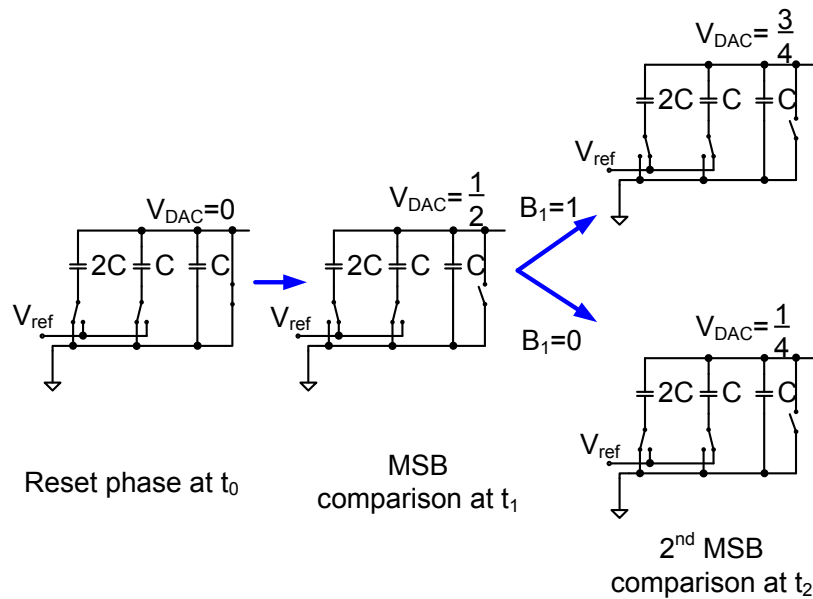 V_DAC=0
2C C C
V_ref
Reset phase at t_0
V_DAC=1/2
2C C C
V_ref
MSB
comparison at t_1
B_1=1
B_1=0
V_DAC=3/4
2C C C
V_ref
V_DAC=1/4
2C C C
V_ref
2^nd MSB
comparison at t_2